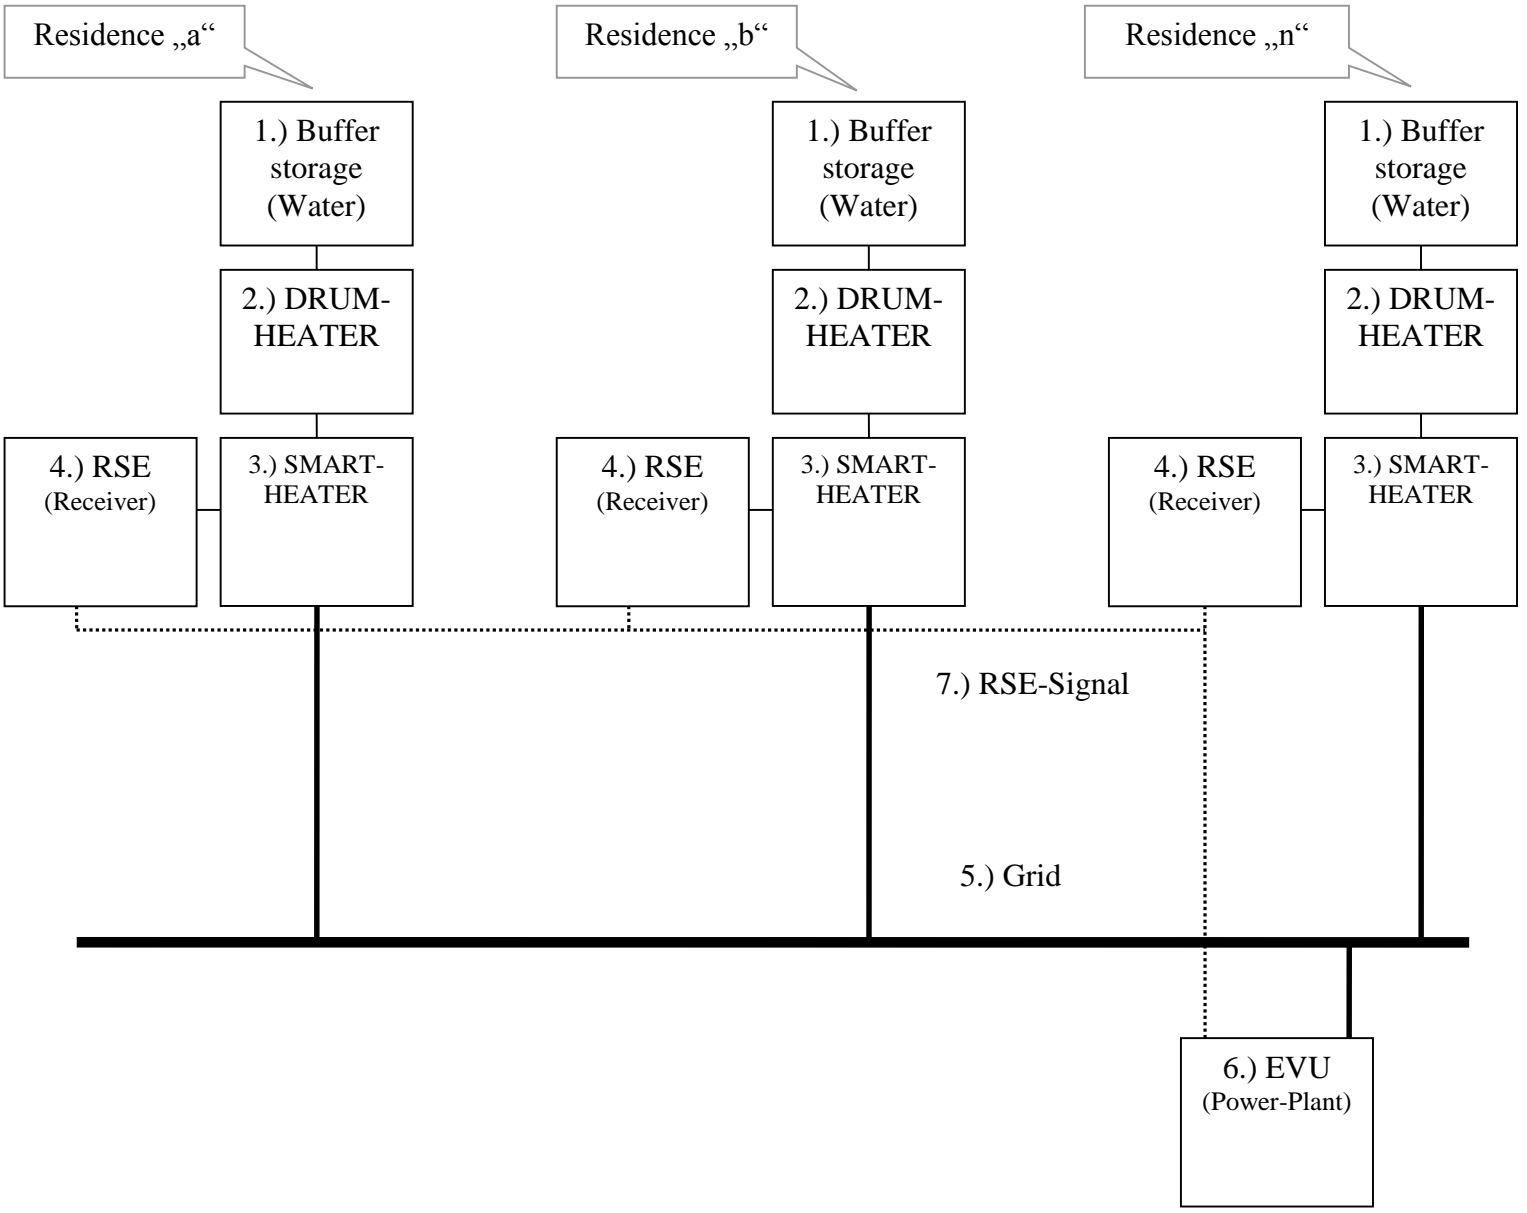 Residence „a“
Residence „b“
Residence „n“
1.) Buffer
storage
(Water)
1.) Buffer
storage
(Water)
1.) Buffer
storage
(Water)
2.) DRUM-
HEATER
2.) DRUM-
HEATER
2.) DRUM-
HEATER
4.) RSE
(Receiver)
3.) SMART-
HEATER
4.) RSE
(Receiver)
3.) SMART-
HEATER
4.) RSE
(Receiver)
3.) SMART-
HEATER
7.) RSE-Signal
5.) Grid
6.) EVU
(Power-Plant)